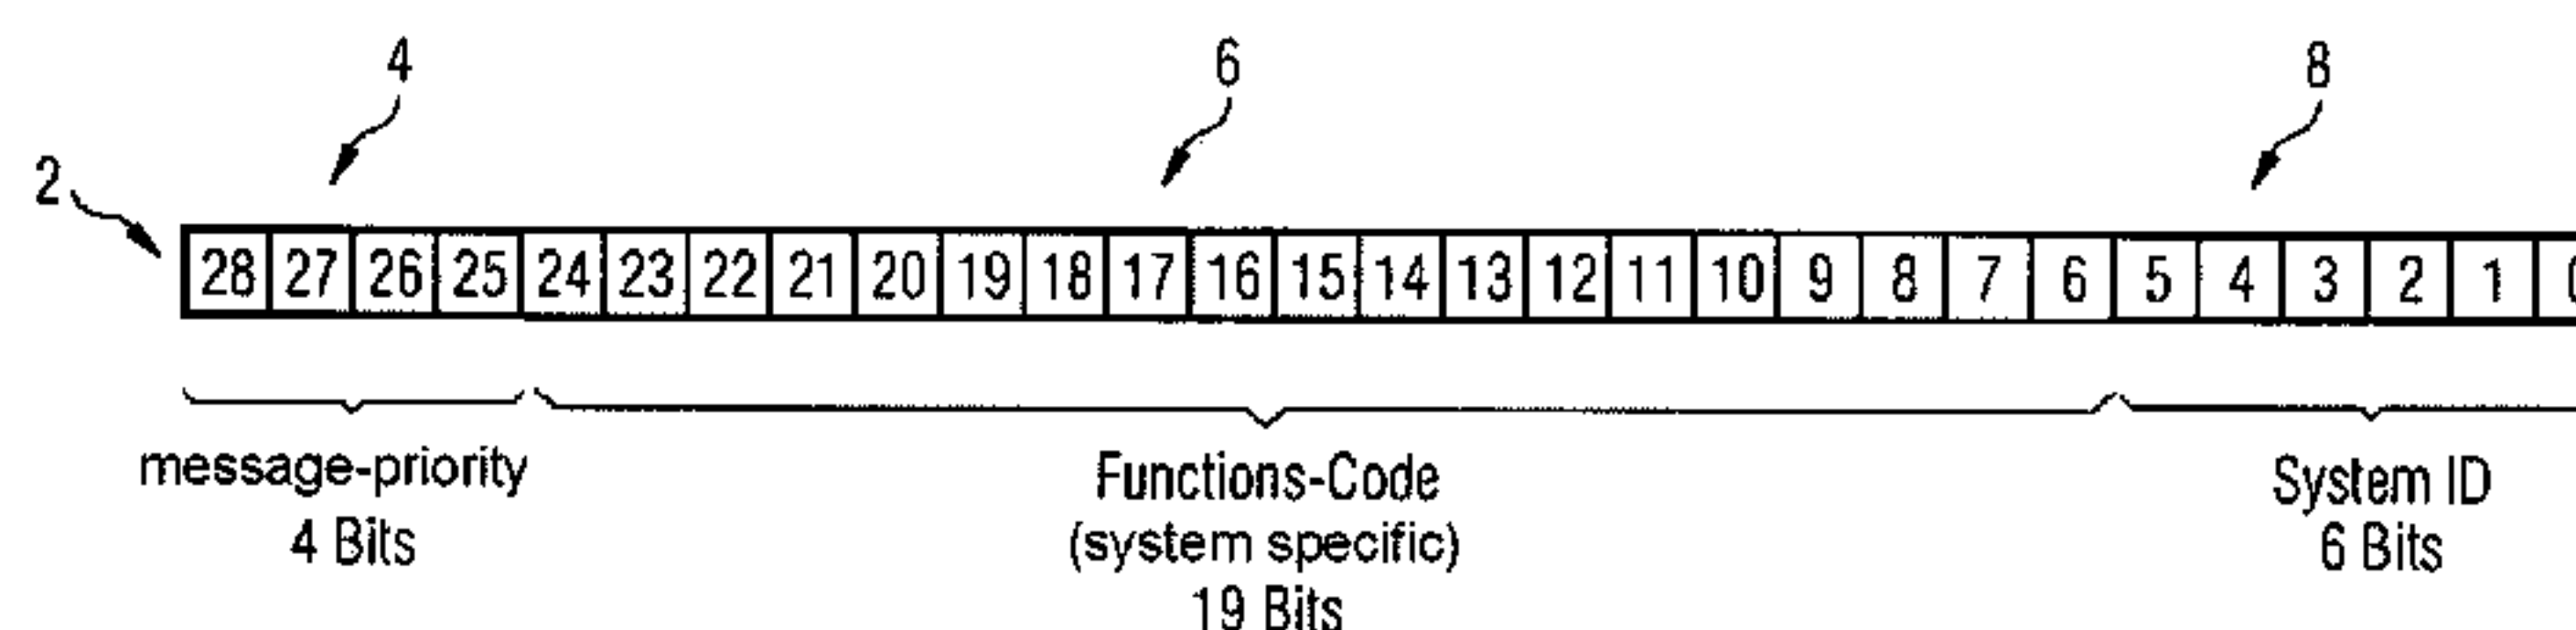 4 6 8
2
28 27 26 25 24 23 22 21 20 19 18 17 16 15 14 13 12 11 10 9 8 7 6 5 4 3 2 1
message-priority Functions-Code System ID
4 Bits (system specific) 6 Bits
19 Bits